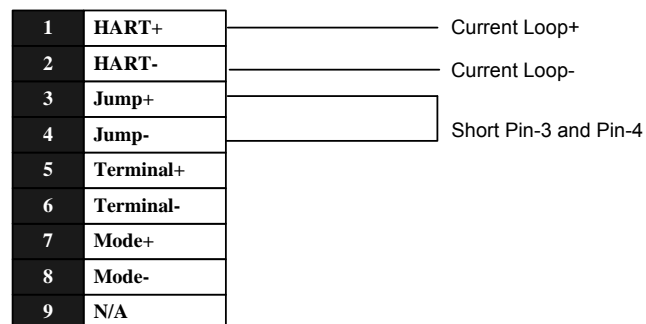 1 HART+ Current Loop+
2 HART- Current Loop-
3 Jump+
4 Jump- Short Pin-3 and Pin-4
5 Terminal+
6 Terminal-
7 Mode+
8 Mode-
9 N/A